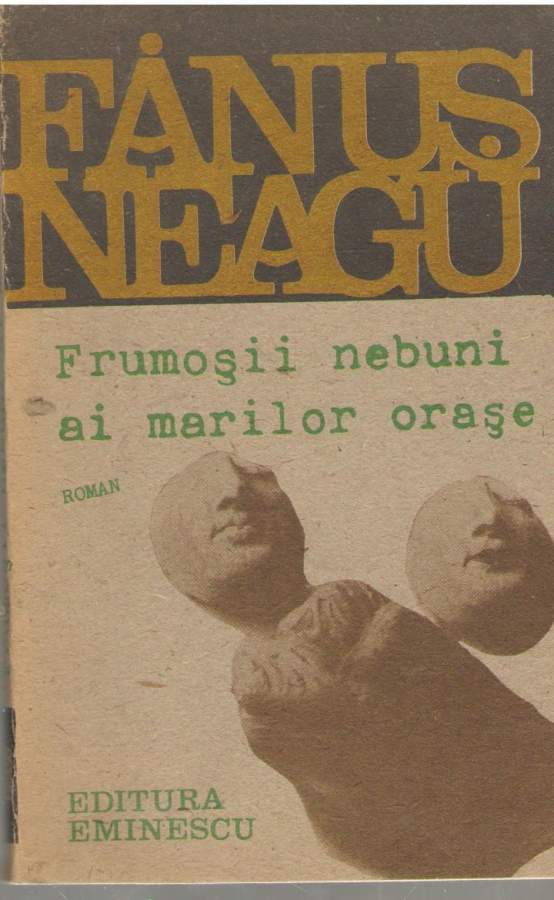 FĂNUŞ
NEAGU
Frumoşii nebuni
ai marilor oraşe
ROMAN
EDITURA
EMINESCU